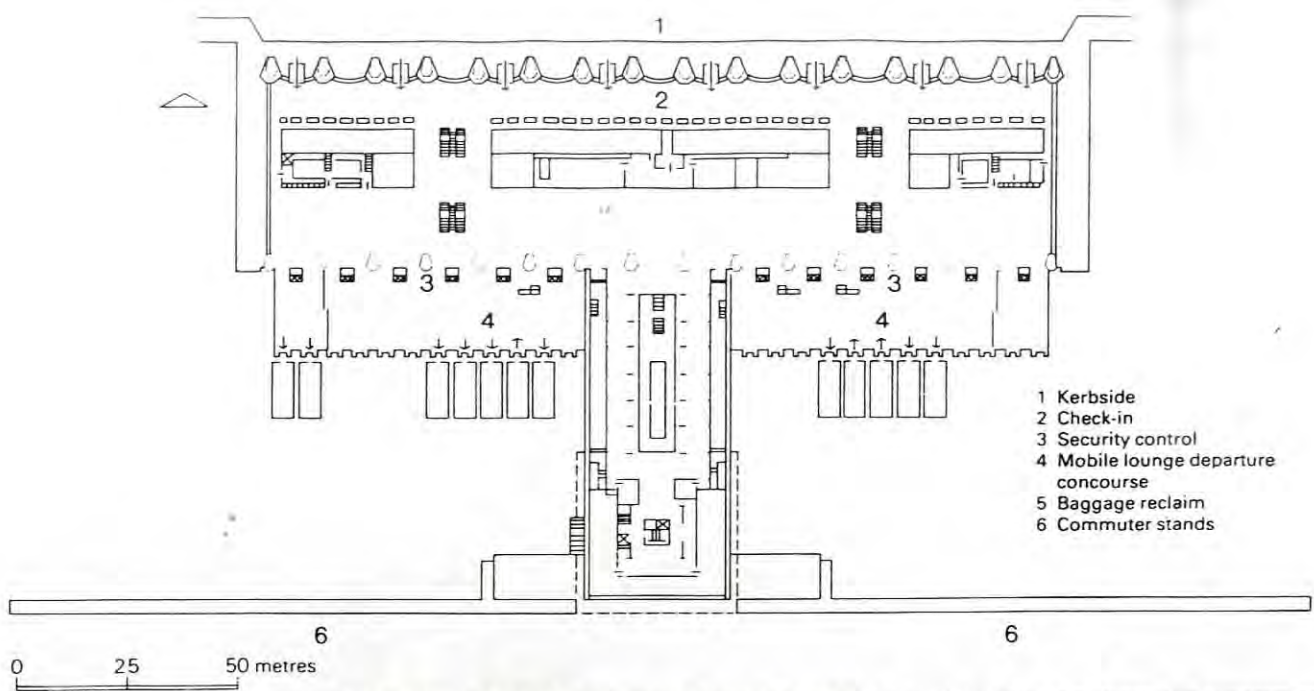 1
2
3
3
4
4
1 Kerbside
2 Check-in
3 Security control
4 Mobile lounge departure
concourse
5 Baggage reclaim
6 Commuter stands
6
6
0 25 50 metres